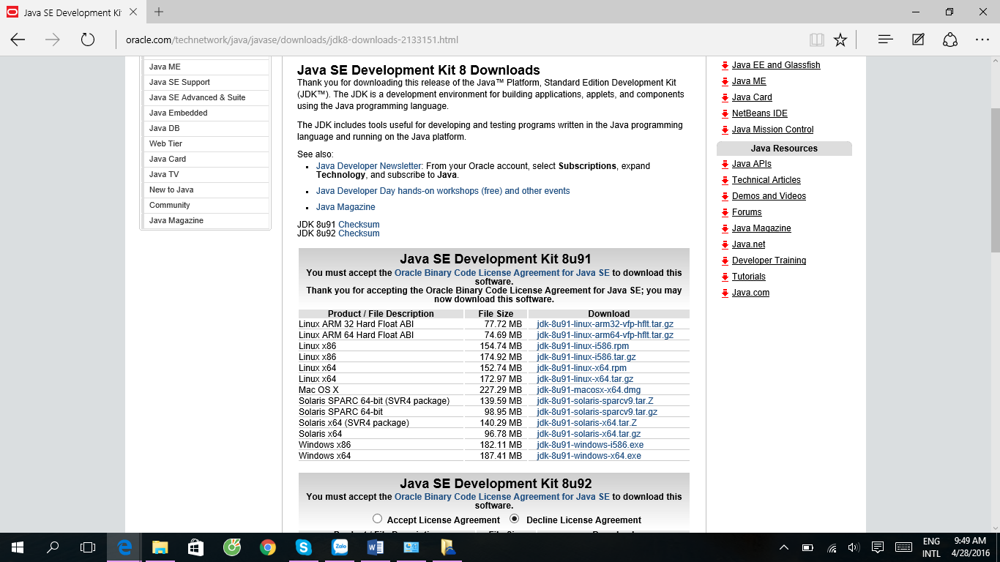 Java SE Development Ki
oracle.com/technetwork/java/javase/downloads/jdk8-downloads-2133151.html
Java ME
Java SE Support
Java SE Advanced & Suite
Java Embedded
Java DB
Web Tier
Java Card
Java TV
New to Java
Community
Java Magazine
Java SE Development Kit 8 Downloads
Thank you for downloading this release of the Java™ Platform, Standard Edition Development Kit
(JDK™). The JDK is a development environment for building applications, applets, and components
using the Java programming language.
The JDK includes tools useful for developing and testing programs written in the Java programming
language and running on the Java platform.
See also:
Java Developer Newsletter: From your Oracle account, select Subscriptions, expand
Technology, and subscribe to Java.
Java Developer Day hands-on workshops (free) and other events
Java Magazine
JDK 8u91 Checksum
JDK 8u92 Checksum
Java SE Development Kit 8u91
You must accept the Oracle Binary Code License Agreement for Java SE to download this
software.
Thank you for accepting the Oracle Binary Code License Agreement for Java SE; you may
now download this software.
Product / File Description File Size Download
Linux ARM 32 Hard Float ABI 77.72 MB jdk-8u91-linux-arm32-vfp-hflt.tar.gz
Linux ARM 64 Hard Float ABI 74.69 MB jdk-8u91-linux-arm64-vfp-hflt.tar.gz
Linux x86 154.74 MB jdk-8u91-linux-i586.rpm
Linux x86 174.92 MB jdk-8u91-linux-i586.tar.gz
Linux x64 152.74 MB jdk-8u91-linux-x64.rpm
Linux x64 172.97 MB jdk-8u91-linux-x64.tar.gz
Mac OS X 227.29 MB jdk-8u91-macosx-x64.dmg
Solaris SPARC 64-bit (SVR4 package) 139.59 MB jdk-8u91-solaris-sparcv9.tar.Z
Solaris SPARC 64-bit 98.95 MB jdk-8u91-solaris-sparcv9.tar.gz
Solaris x64 (SVR4 package) 140.29 MB jdk-8u91-solaris-x64.tar.Z
Solaris x64 96.78 MB jdk-8u91-solaris-x64.tar.gz
Windows x86 182.11 MB jdk-8u91-windows-i586.exe
Windows x64 187.41 MB jdk-8u91-windows-x64.exe
Java SE Development Kit 8u92
You must accept the Oracle Binary Code License Agreement for Java SE to download this
software.
Accept License Agreement Decline License Agreement
Java EE and Glassfish
Java ME
Java Card
NetBeans IDE
Java Mission Control
Java Resources
Java APIs
Technical Articles
Demos and Videos
Forums
Java Magazine
Java.net
Developer Training
Tutorials
Java.com
Zalo
ENG
INTL
9:49 AM
4/28/2016